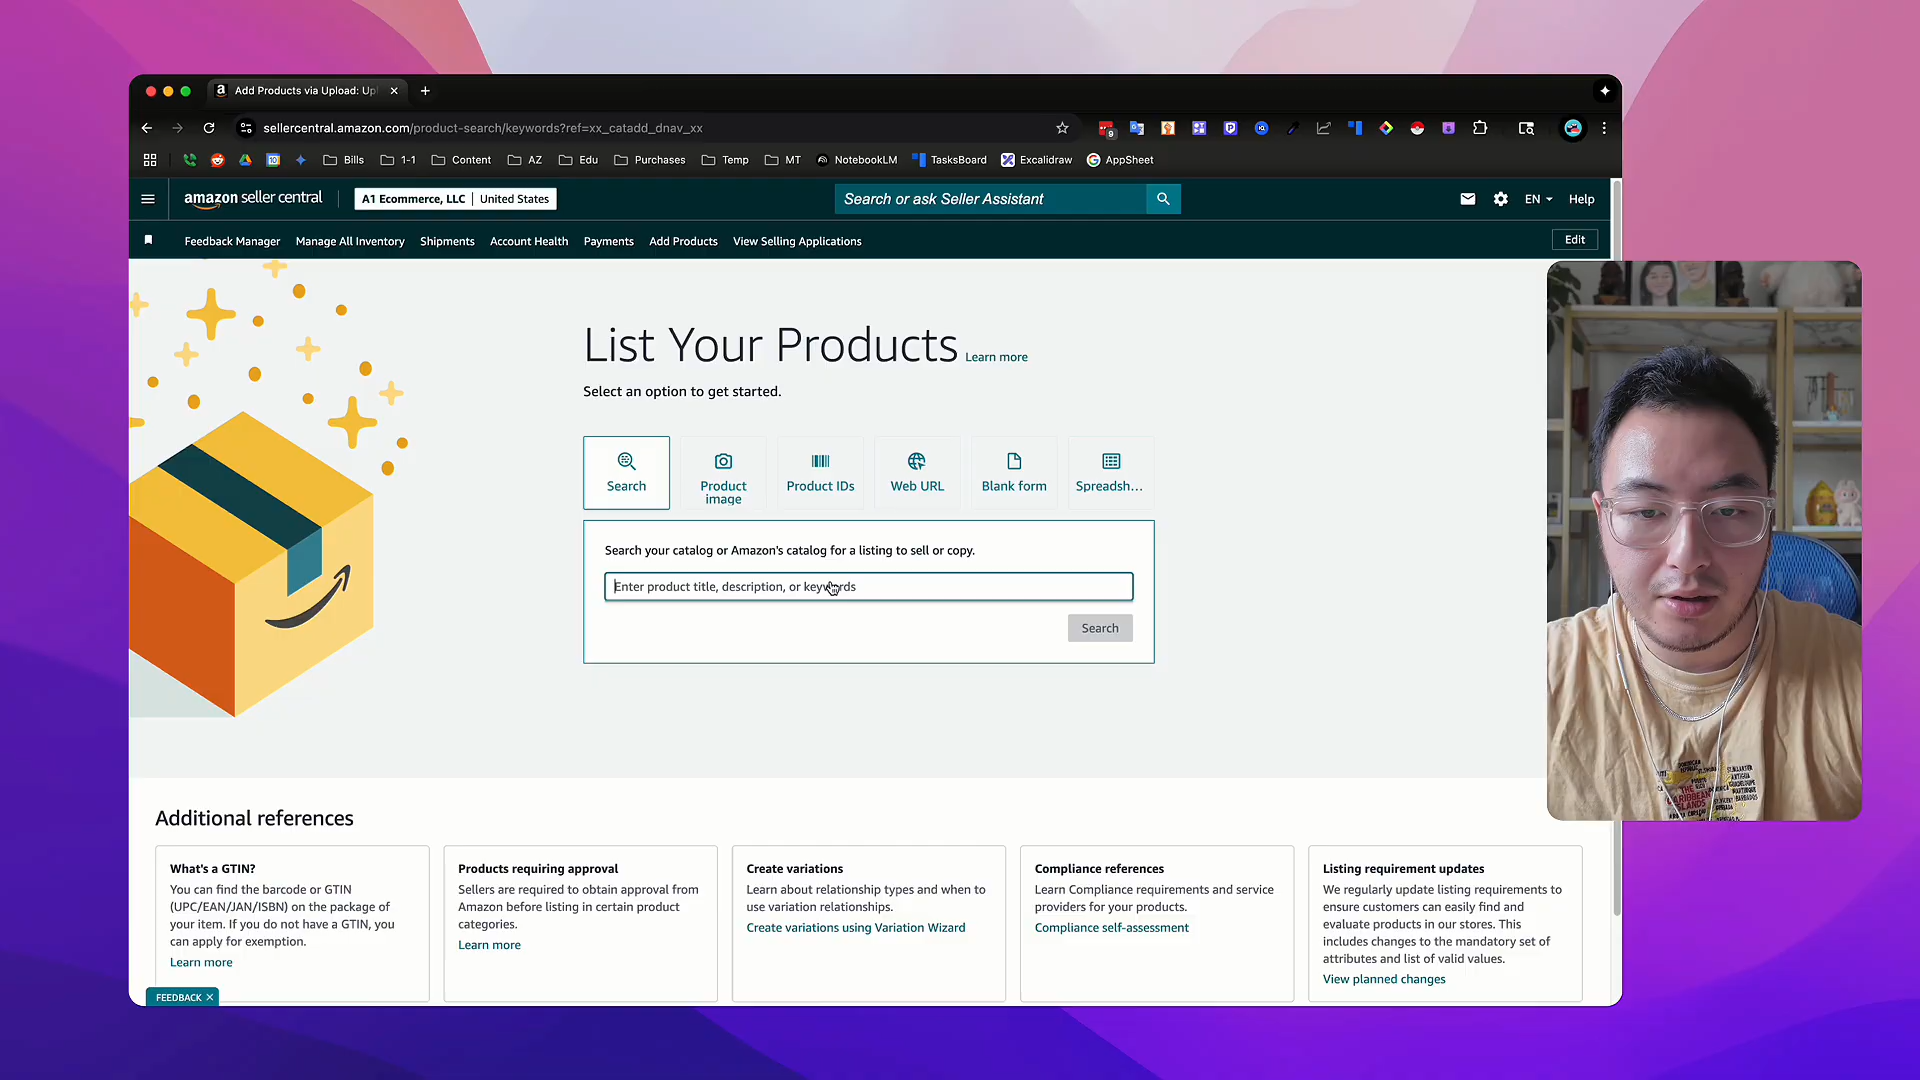 Add Products via Upload: Up
sellercentral.amazon.com/product-search/keywords?ref=xx_catadd_dnav_xx
9
Bills
1-1
Content
AZ
Edu
Purchases
Temp
MT
NotebookLM
TasksBoard
Excalidraw
AppSheet
amazon seller central
A1 Ecommerce, LLC | United States
Search or ask Seller Assistant
EN
Help
Feedback Manager
Manage All Inventory
Shipments
Account Health
Payments
Add Products
View Selling Applications
Edit
List Your Products Learn more
Select an option to get started.
Search
Product
image
Product IDs
Web URL
Blank form
Spreadsh...
Search your catalog or Amazon's catalog for a listing to sell or copy.
Enter product title, description, or keywords
Search
Additional references
What's a GTIN?
You can find the barcode or GTIN
(UPC/EAN/JAN/ISBN) on the package of
your item. If you do not have a GTIN, you
can apply for exemption.
Learn more
Products requiring approval
Sellers are required to obtain approval from
Amazon before listing in certain product
categories.
Learn more
Create variations
Learn about relationship types and when to
use variation relationships.
Create variations using Variation Wizard
Compliance references
Learn Compliance requirements and service
providers for your products.
Compliance self-assessment
Listing requirement updates
We regularly update listing requirements to
ensure customers can easily find and
evaluate products in our stores. This
includes changes to the mandatory set of
attributes and list of valid values.
View planned changes
FEEDBACK
THE
CARIBBEAN
ISLANDS